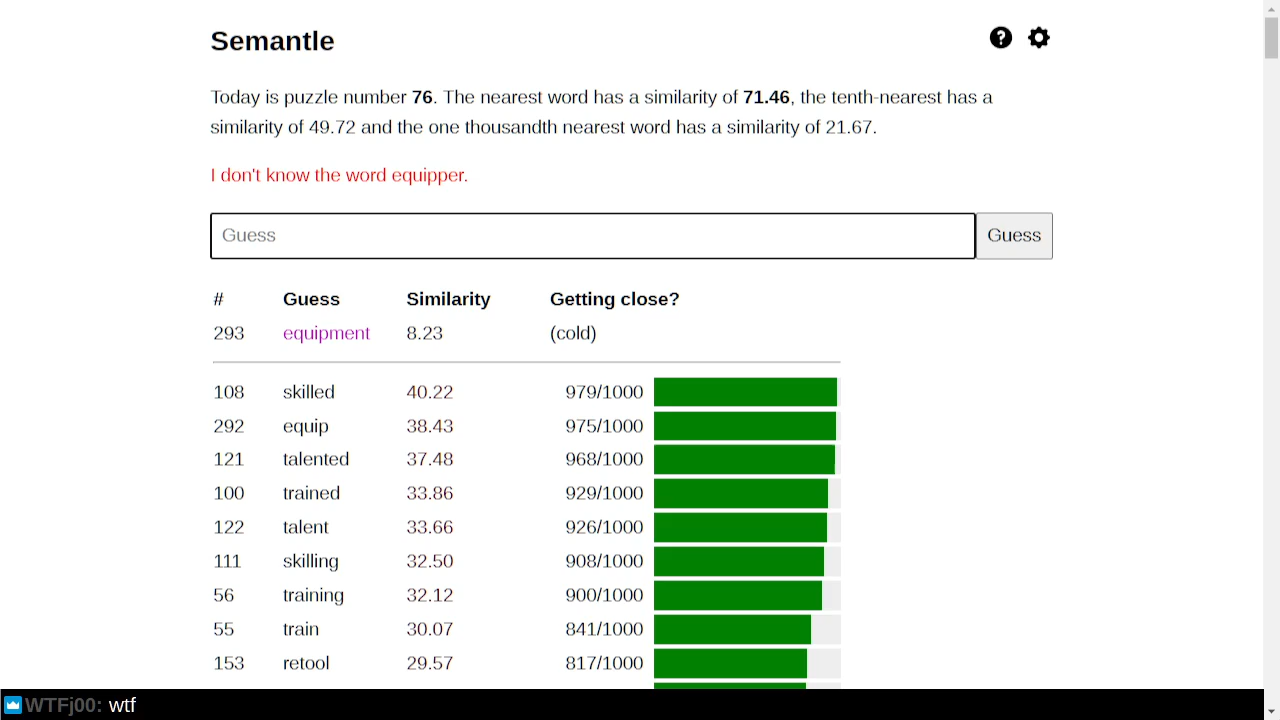 Semantle
Today is puzzle number 76. The nearest word has a similarity of 71.46, the tenth-nearest has a
similarity of 49.72 and the one thousandth nearest word has a similarity of 21.67.
I don't know the word equipper.
Guess Guess
# Guess Similarity Getting close?
293 equipment 8.23 (cold)
108 skilled 40.22 979/1000
292 equip 38.43 975/1000
121 talented 37.48 968/1000
100 trained 33.86 929/1000
122 talent 33.66 926/1000
111 skilling 32.50 908/1000
56 training 32.12 900/1000
55 train 30.07 841/1000
153 retool 29.57 817/1000
WTFj00: wtf